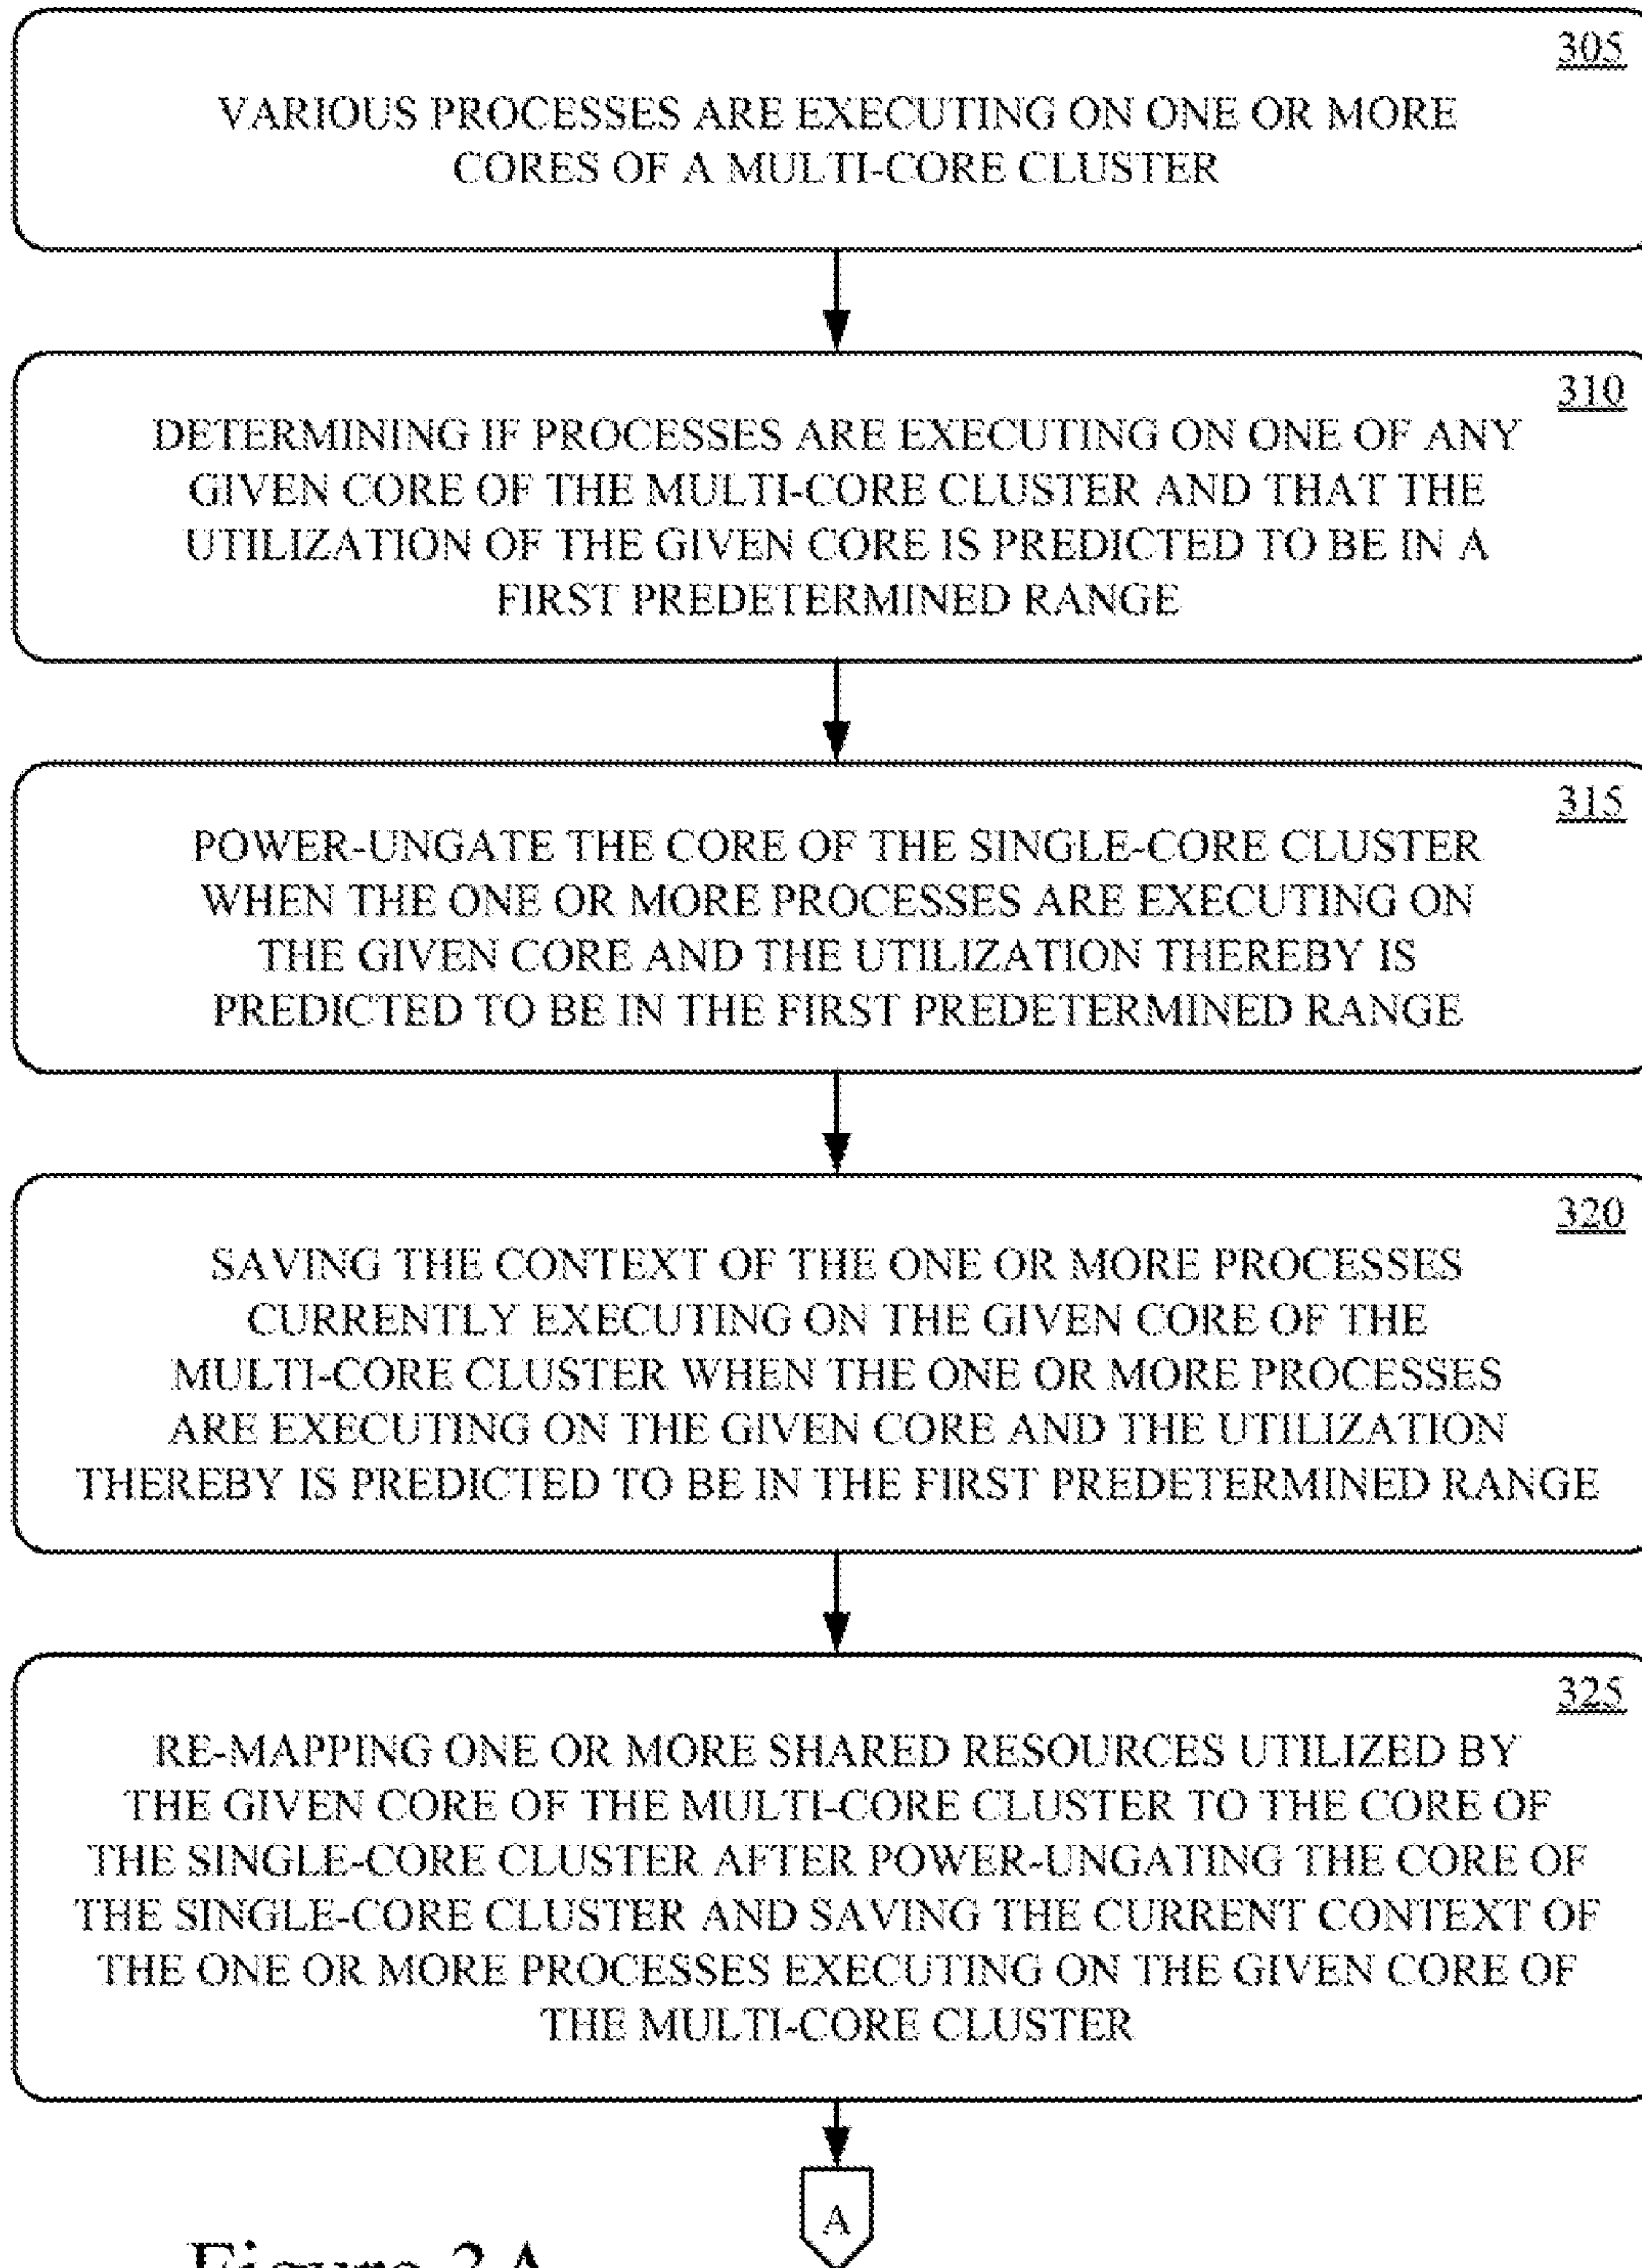 305
VARIOUS PROCESSES ARE EXECUTING ON ONE OR MORE
CORES OF A MULTI-CORE CLUSTER
310
DETERMINING IF PROCESSES ARE EXECUTING ON ONE OF ANY
GIVEN CORE OF THE MULTI-CORE CLUSTER AND THAT THE
UTILIZATION OF THE GIVEN CORE IS PREDICTED TO BE IN A
FIRST PREDETERMINED RANGE
315
POWER-UNGATE THE CORE OF THE SINGLE-CORE CLUSTER
WHEN THE ONE OR MORE PROCESSES ARE EXECUTING ON
THE GIVEN CORE AND THE UTILIZATION THEREBY IS
PREDICTED TO BE IN THE FIRST PREDETERMINED RANGE
320
SAVING THE CONTEXT OF THE ONE OR MORE PROCESSES
CURRENTLY EXECUTING ON THE GIVEN CORE OF THE
MULTI-CORE CLUSTER WHEN THE ONE OR MORE PROCESSES
ARE EXECUTING ON THE GIVEN CORE AND THE UTILIZATION
THEREBY IS PREDICTED TO BE IN THE FIRST PREDETERMINED RANGE
325
RE-MAPPING ONE OR MORE SHARED RESOURCES UTILIZED BY
THE GIVEN CORE OF THE MULTI-CORE CLUSTER TO THE CORE OF
THE SINGLE-CORE CLUSTER AFTER POWER-UNGATING THE CORE OF
THE SINGLE-CORE CLUSTER AND SAVING THE CURRENT CONTEXT OF
THE ONE OR MORE PROCESSES EXECUTING ON THE GIVEN CORE OF
THE MULTI-CORE CLUSTER
A
Figure 3A